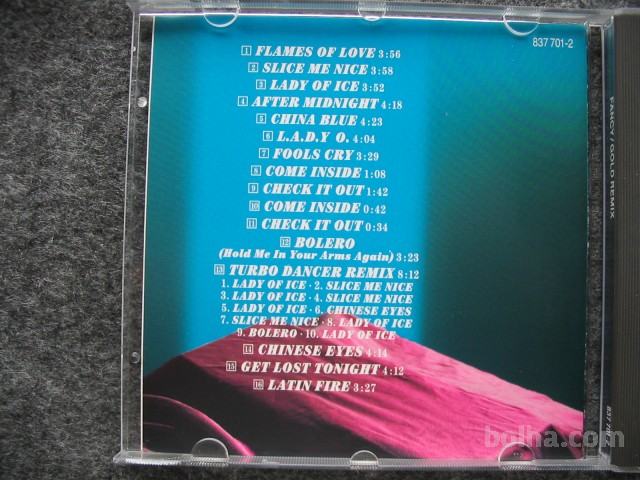 837 701-2
1 FLAMES OF LOVE 3:56
2 SLICE ME NICE 3:58
3 LADY OF ICE 3:52
4 AFTER MIDNIGHT 4:18
5 CHINA BLUE 4:23
6 L.A.D.Y O. 4:04
7 FOOLS CRY 3:29
8 COME INSIDE 1:08
9 CHECK IT OUT 1:42
10 COME INSIDE 0:42
11 CHECK IT OUT 0:34
12 BOLERO
(Hold Me In Your Arms Again) 3:23
13 TURBO DANCER REMIX 8:12
1. LADY OF ICE · 2. SLICE ME NICE
3. LADY OF ICE · 4. SLICE ME NICE
5. LADY OF ICE · 6. CHINESE EYES
7. SLICE ME NICE · 8. LADY OF ICE
9. BOLERO · 10. LADY OF ICE
14 CHINESE EYES 4:14
15 GET LOST TONIGHT 4:12
16 LATIN FIRE 3:27
FANCY / GOLD REMIX
bolha.com